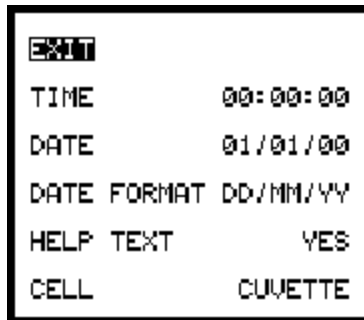 EXIT
TIME 00:00:00
DATE 01/01/00
DATE FORMAT DD/MM/YY
HELP TEXT YES
CELL CUVETTE